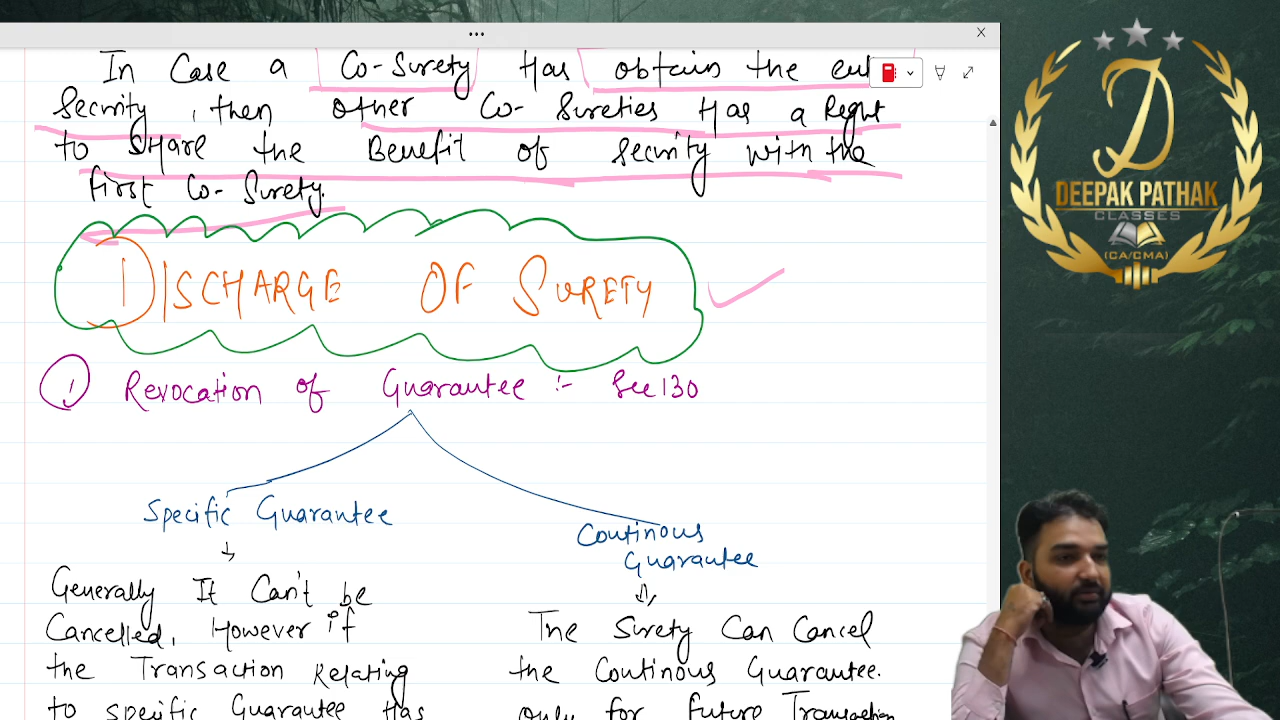 In Case a Co-Surety Has obtain the
Security, then other Co-Sureties Has a Right
to SHARE the Benefit of Security with the
first Co-Surety.
DISCHARGE OF SURETY
① Revocation of Guarantee :- Sec 130
Specific Guarantee
Continous
Guarantee
Generally It Can't be
Cancelled, However if
the Transaction Relating
to specific Guarantee Has
The Surety Can Cancel
the Continous Guarantee.
only for Future Transaction
D
DEEPAK PATHAK
CLASSES
(CA/CMA)